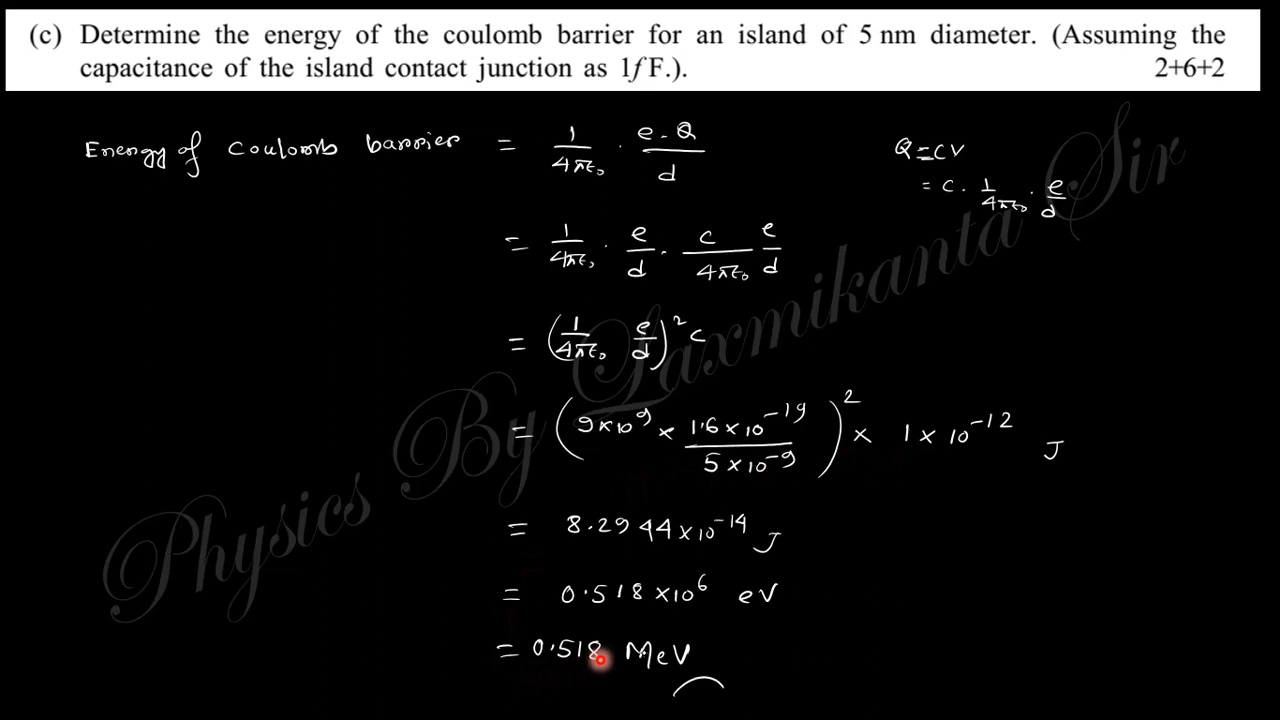 (c) Determine the energy of the coulomb barrier for an island of 5 nm diameter. (Assuming the
capacitance of the island contact junction as 1fF.). 2+6+2
Energy of coulomb barrier = 1/4πε₀ · e·Q/d
Q = CV
= C · 1/4πε₀ · e/d
= 1/4πε₀ · e/d · C/4πε₀ e/d
= (1/4πε₀ e/d)² C
= (9×10⁹ × 1.6×10⁻¹⁹/5×10⁻⁹)² × 1×10⁻¹² J
= 8.2944×10⁻¹⁴ J
= 0.518×10⁶ eV
= 0.518 MeV
Physics By Laxmikanta Sir